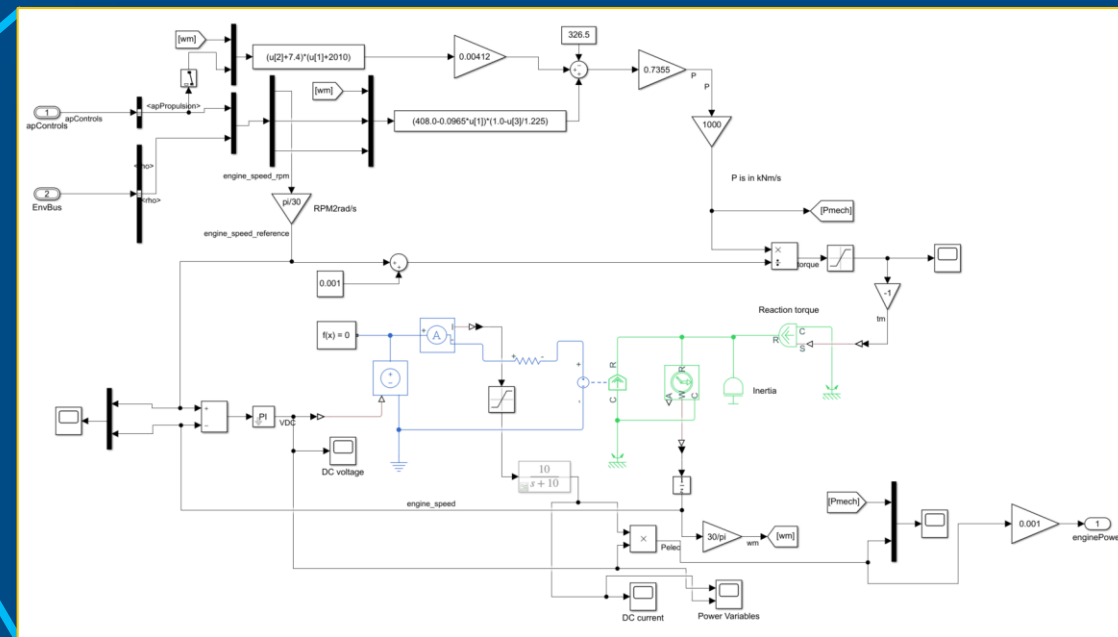 [wm]
326.5
(u[2]+7.4)*(u[1]+2010)
0.00412
0.7355
P
P
<apPropulsion>
[wm]
1
apControls
apControls
(408.0-0.0965*u[1])*(1.0-u[3]/1.225)
1000
<rho>
engine_speed_rpm
P is in kNm/s
2
<rho>
EnvBus
pi/30
RPM2rad/s
[Pmech]
engine_speed_reference
torque
0.001
-1
Reaction torque
tm
f(x) = 0
A
I
R
C
S
R
R
C
A
W
C
Inertia
PI
VDC
DC voltage
10
s+10
engine_speed
[Pmech]
30/pi
wm
[wm]
Pelec
0.001
1
enginePowe
DC current
Power Variables